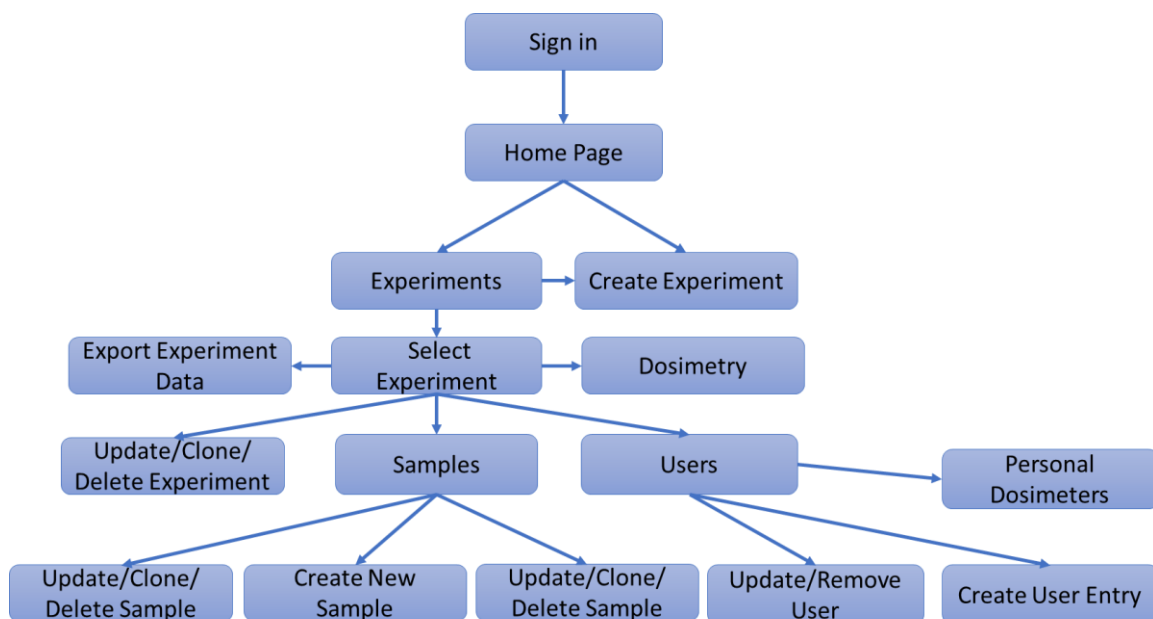 Sign in
Home Page
Experiments
Create Experiment
Export Experiment
Data
Select
Experiment
Dosimetry
Update/Clone/
Delete Experiment
Samples
Users
Personal
Dosimeters
Update/Clone/
Delete Sample
Create New
Sample
Update/Clone/
Delete Sample
Update/Remove
User
Create User Entry